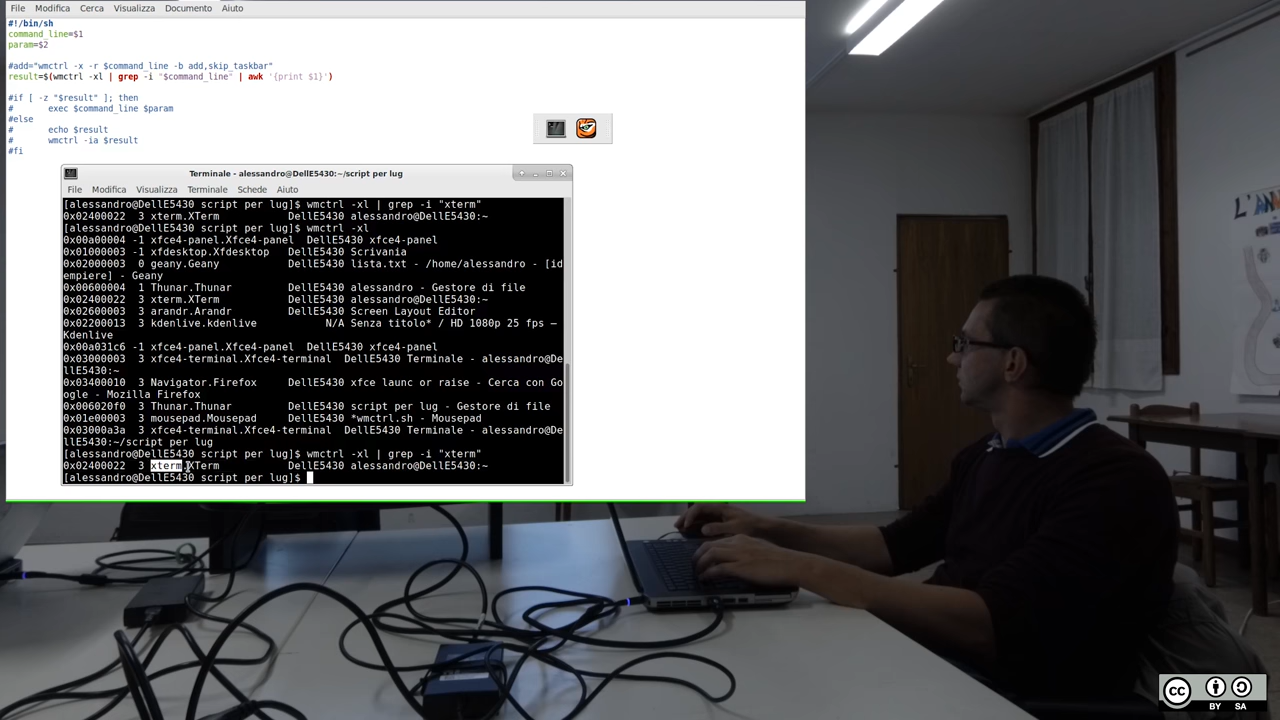 File Modifica Cerca Visualizza Documento Aiuto
#!/bin/sh
command_line=$1
param=$2
#add="wmctrl -x -r $command_line -b add,skip_taskbar"
result=$(wmctrl -xl | grep -i "$command_line" | awk '{print $1}')
#if [ -z "$result" ]; then
#       exec $command_line $param
#else
#       echo $result
#       wmctrl -ia $result
#fi
Terminale - alessandro@DellE5430:~/script per lug
File Modifica Visualizza Terminale Schede Aiuto
[alessandro@DellE5430 script per lug]$ wmctrl -xl | grep -i "xterm"
0x02400022  3 xterm.XTerm           DellE5430 alessandro@DellE5430:~
[alessandro@DellE5430 script per lug]$ wmctrl -xl
0x00a00004 -1 xfce4-panel.Xfce4-panel  DellE5430 xfce4-panel
0x01000003 -1 xfdesktop.Xfdesktop   DellE5430 Scrivania
0x02000003  0 geany.Geany           DellE5430 lista.txt - /home/alessandro - [id
empiere] - Geany
0x00600004  1 Thunar.Thunar         DellE5430 alessandro - Gestore di file
0x02400022  3 xterm.XTerm           DellE5430 alessandro@DellE5430:~
0x02600003  3 arandr.Arandr         DellE5430 Screen Layout Editor
0x02200013  3 kdenlive.kdenlive           N/A Senza titolo* / HD 1080p 25 fps –
Kdenlive
0x00a031c6 -1 xfce4-panel.Xfce4-panel  DellE5430 xfce4-panel
0x03000003  3 xfce4-terminal.Xfce4-terminal  DellE5430 Terminale - alessandro@De
llE5430:~
0x03400010  3 Navigator.Firefox     DellE5430 xfce launc or raise - Cerca con Go
ogle - Mozilla Firefox
0x006020f0  3 Thunar.Thunar         DellE5430 script per lug - Gestore di file
0x01e00003  3 mousepad.Mousepad     DellE5430 *wmctrl.sh - Mousepad
0x03000a3a  3 xfce4-terminal.Xfce4-terminal  DellE5430 Terminale - alessandro@De
llE5430:~/script per lug
[alessandro@DellE5430 script per lug]$ wmctrl -xl | grep -i "xterm"
0x02400022  3 xterm.XTerm           DellE5430 alessandro@DellE5430:~
[alessandro@DellE5430 script per lug]$
cc
BY SA